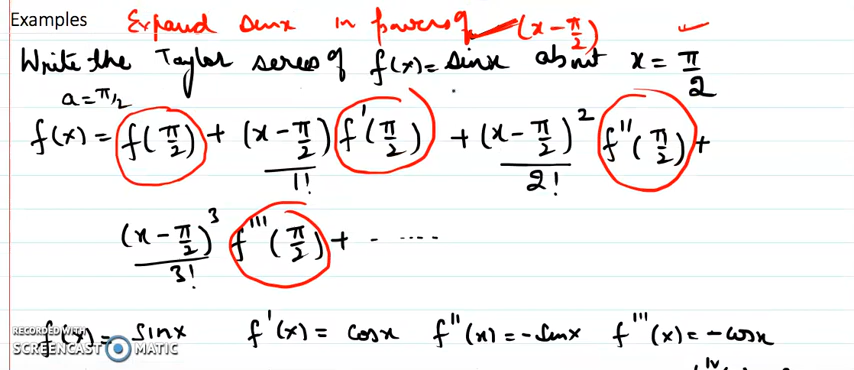 Examples Expand sinx in powers of (x - π/2)
Write the Taylor series of f(x) = sinx about x = π/2
a = π/2
f(x) = f(π/2) + (x - π/2)/1! f'(π/2) + (x - π/2)²/2! f''(π/2) +
(x - π/2)³/3! f'''(π/2) + - ....
f(x) = sinx f'(x) = cosx f''(x) = -sinx f'''(x) = -cosx
RECORDED WITH
SCREENCAST MATIC
iv